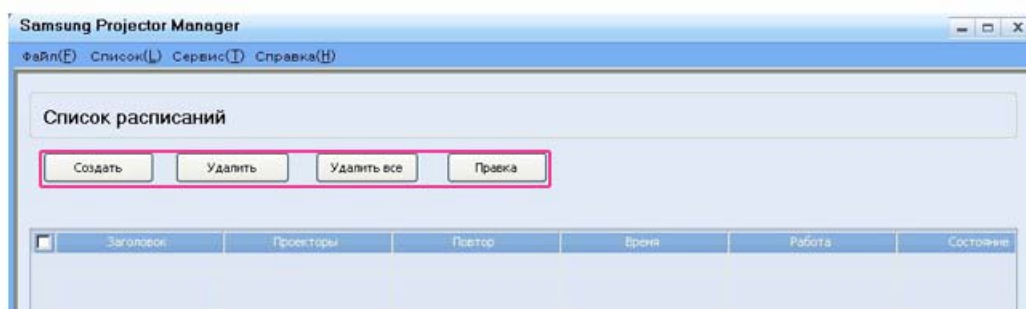 Samsung Projector Manager
Файл(F) Список(L) Сервис(T) Справка(H)
Список расписаний
Создать Удалить Удалить все Правка
Заголовок Проекторы Повтор Время Работа Состояние